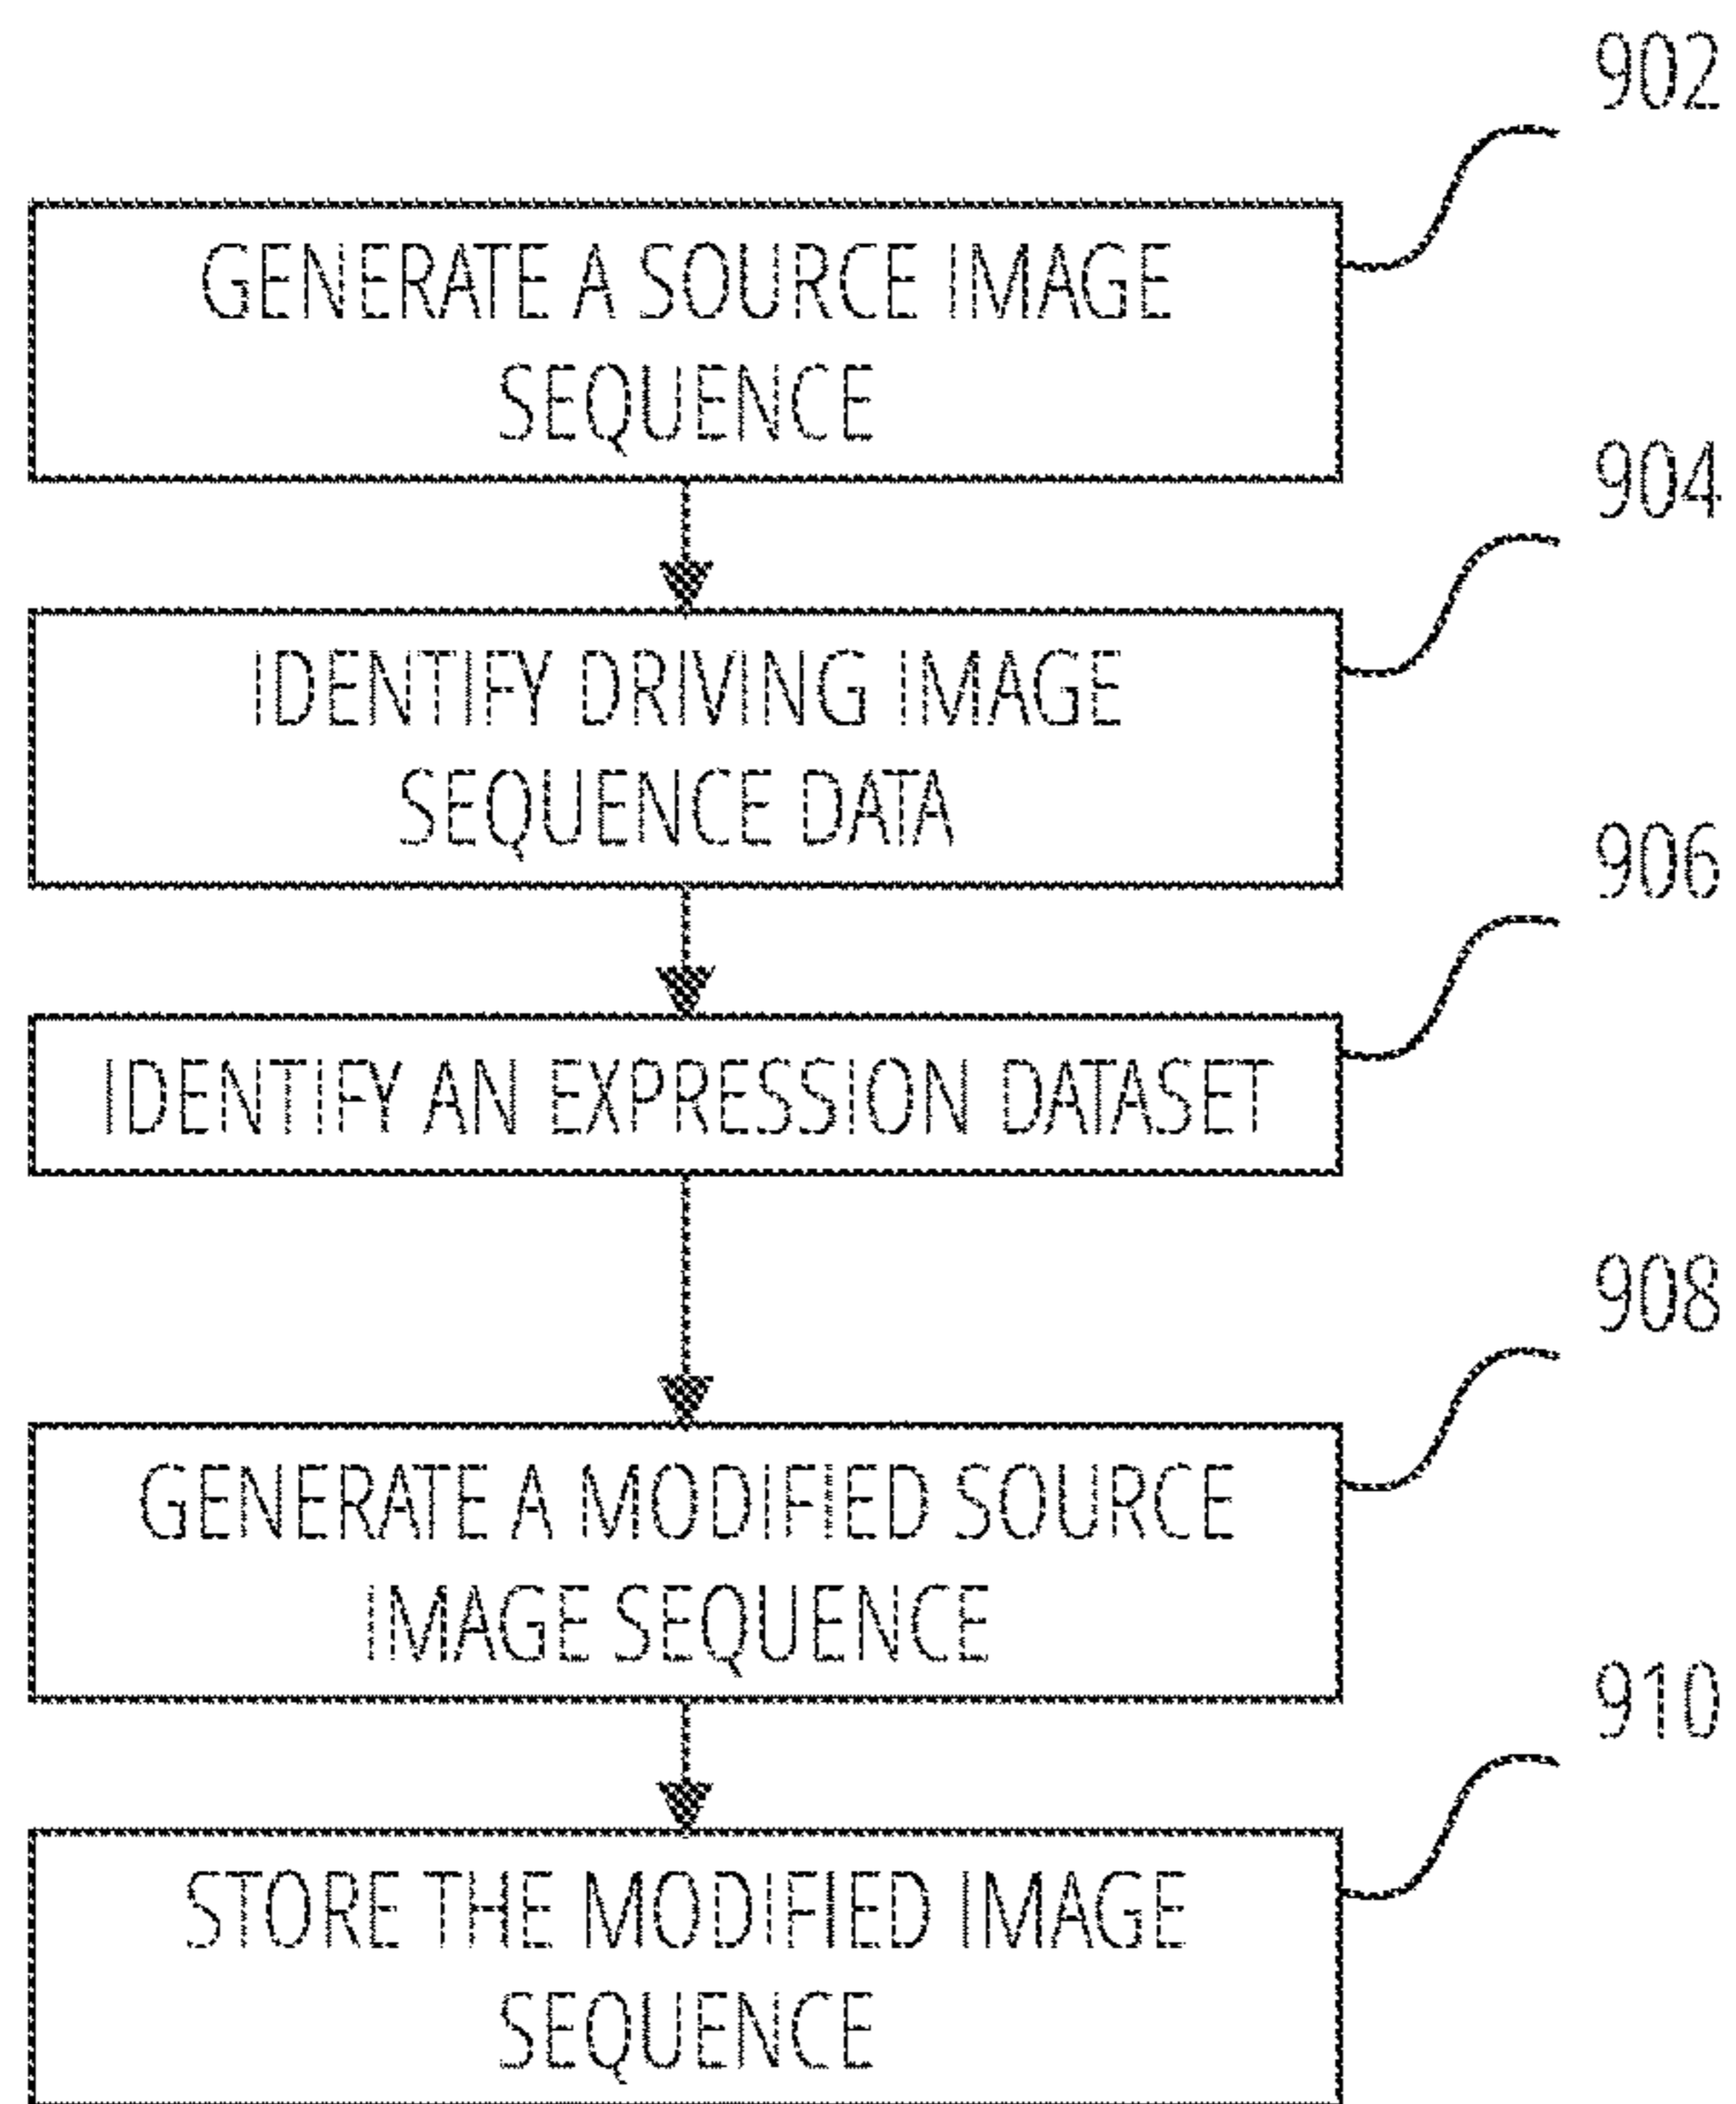 902
GENERATE A SOURCE IMAGE
SEQUENCE
904
IDENTIFY DRIVING IMAGE
SEQUENCE DATA
906
IDENTIFY AN EXPRESSION DATASET
908
GENERATE A MODIFIED SOURCE
IMAGE SEQUENCE
910
STORE THE MODIFIED IMAGE
SEQUENCE